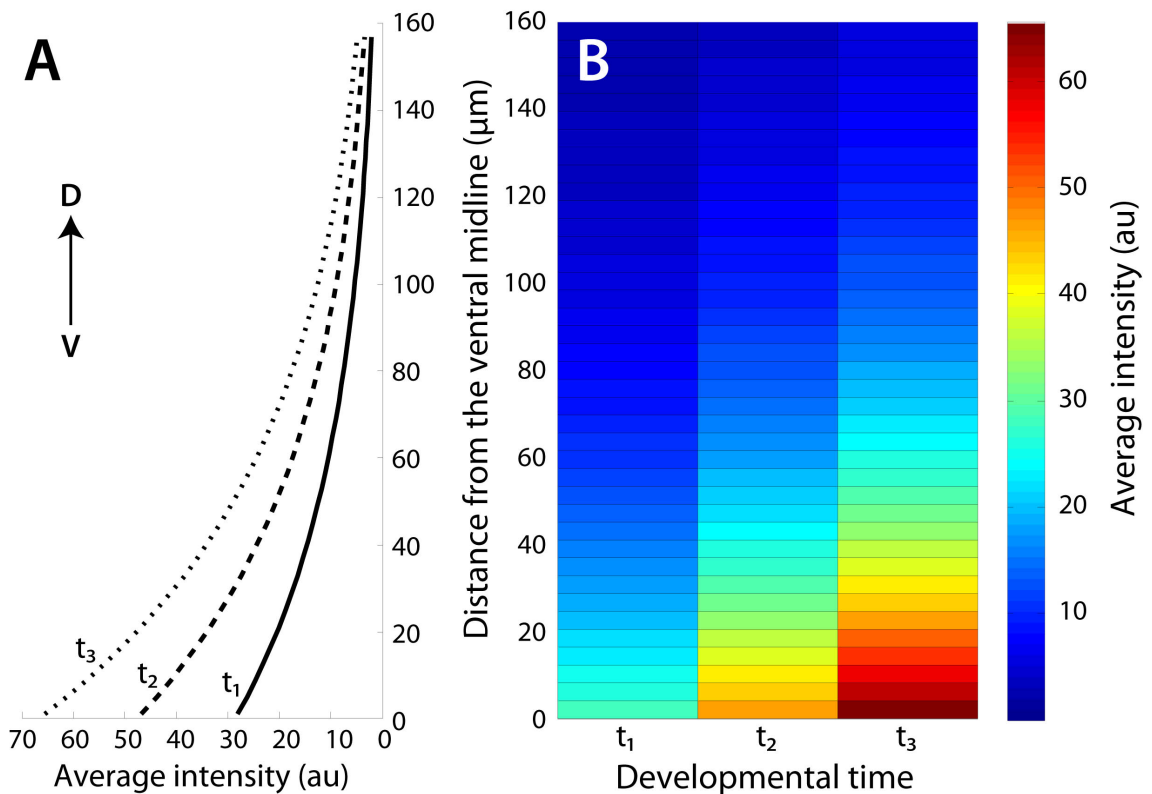 A
D
V
t₃
t₂
t₁
160
140
120
100
80
60
40
20
0
70 60 50 40 30 20 10 0
Average intensity (au)
B
Distance from the ventral midline (μm)
160
140
120
100
80
60
40
20
0
t₁ t₂ t₃
Developmental time
60
50
40
30
20
10
Average intensity (au)